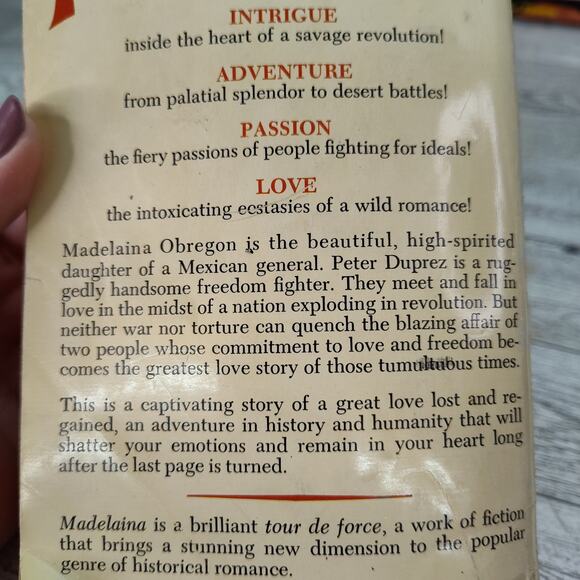 INTRIGUE
inside the heart of a savage revolution!
ADVENTURE
from palatial splendor to desert battles!
PASSION
the fiery passions of people fighting for ideals!
LOVE
the intoxicating ecstasies of a wild romance!
Madelaina Obregon is the beautiful, high-spirited
daughter of a Mexican general. Peter Duprez is a rug-
gedly handsome freedom fighter. They meet and fall in
love in the midst of a nation exploding in revolution. But
neither war nor torture can quench the blazing affair of
two people whose commitment to love and freedom be-
comes the greatest love story of those tumultuous times.
This is a captivating story of a great love lost and re-
gained, an adventure in history and humanity that will
shatter your emotions and remain in your heart long
after the last page is turned.
Madelaina is a brilliant tour de force, a work of fiction
that brings a stunning new dimension to the popular
genre of historical romance.